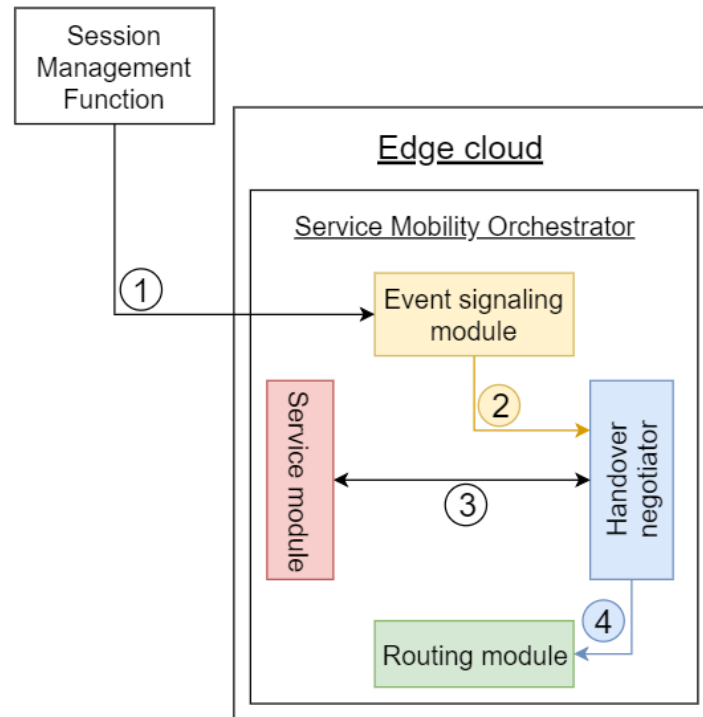 Session
Management
Function
Edge cloud
Service Mobility Orchestrator
1
Event signaling
module
2
Service module
3
Handover
negotiator
4
Routing module